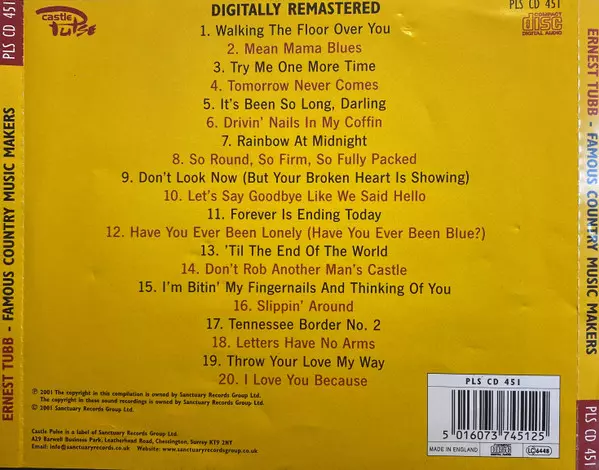 PLS CD 451
ERNEST TUBB - FAMOUS COUNTRY MUSIC MAKERS
castle
Pulse
DIGITALLY REMASTERED
PLS CD 451
COMPACT
disc
DIGITAL AUDIO
1. Walking The Floor Over You
2. Mean Mama Blues
3. Try Me One More Time
4. Tomorrow Never Comes
5. It's Been So Long, Darling
6. Drivin' Nails In My Coffin
7. Rainbow At Midnight
8. So Round, So Firm, So Fully Packed
9. Don't Look Now (But Your Broken Heart Is Showing)
10. Let's Say Goodbye Like We Said Hello
11. Forever Is Ending Today
12. Have You Ever Been Lonely (Have You Ever Been Blue?)
13. 'Til The End Of The World
14. Don't Rob Another Man's Castle
15. I'm Bitin' My Fingernails And Thinking Of You
16. Slippin' Around
17. Tennessee Border No. 2
18. Letters Have No Arms
19. Throw Your Love My Way
20. I Love You Because
℗ 2001 The copyright in this compilation is owned by Sanctuary Records Group Ltd.
The copyright in these sound recordings is owned by Sanctuary Records Group Ltd.
© 2001 Sanctuary Records Group Ltd.
Castle Pulse is a label of Sanctuary Records Group Ltd.
A29 Barwell Business Park, Leatherhead Road, Chessington, Surrey KT9 2NY
Email: info@sanctuaryrecords.co.uk www.sanctuaryrecordsgroup.co.uk
PLS CD 451
5 016073 745125
MADE IN ENGLAND
LC 6448
ERNEST TUBB - FAMOUS COUNTRY MUSIC MAKERS
PLS CD 451